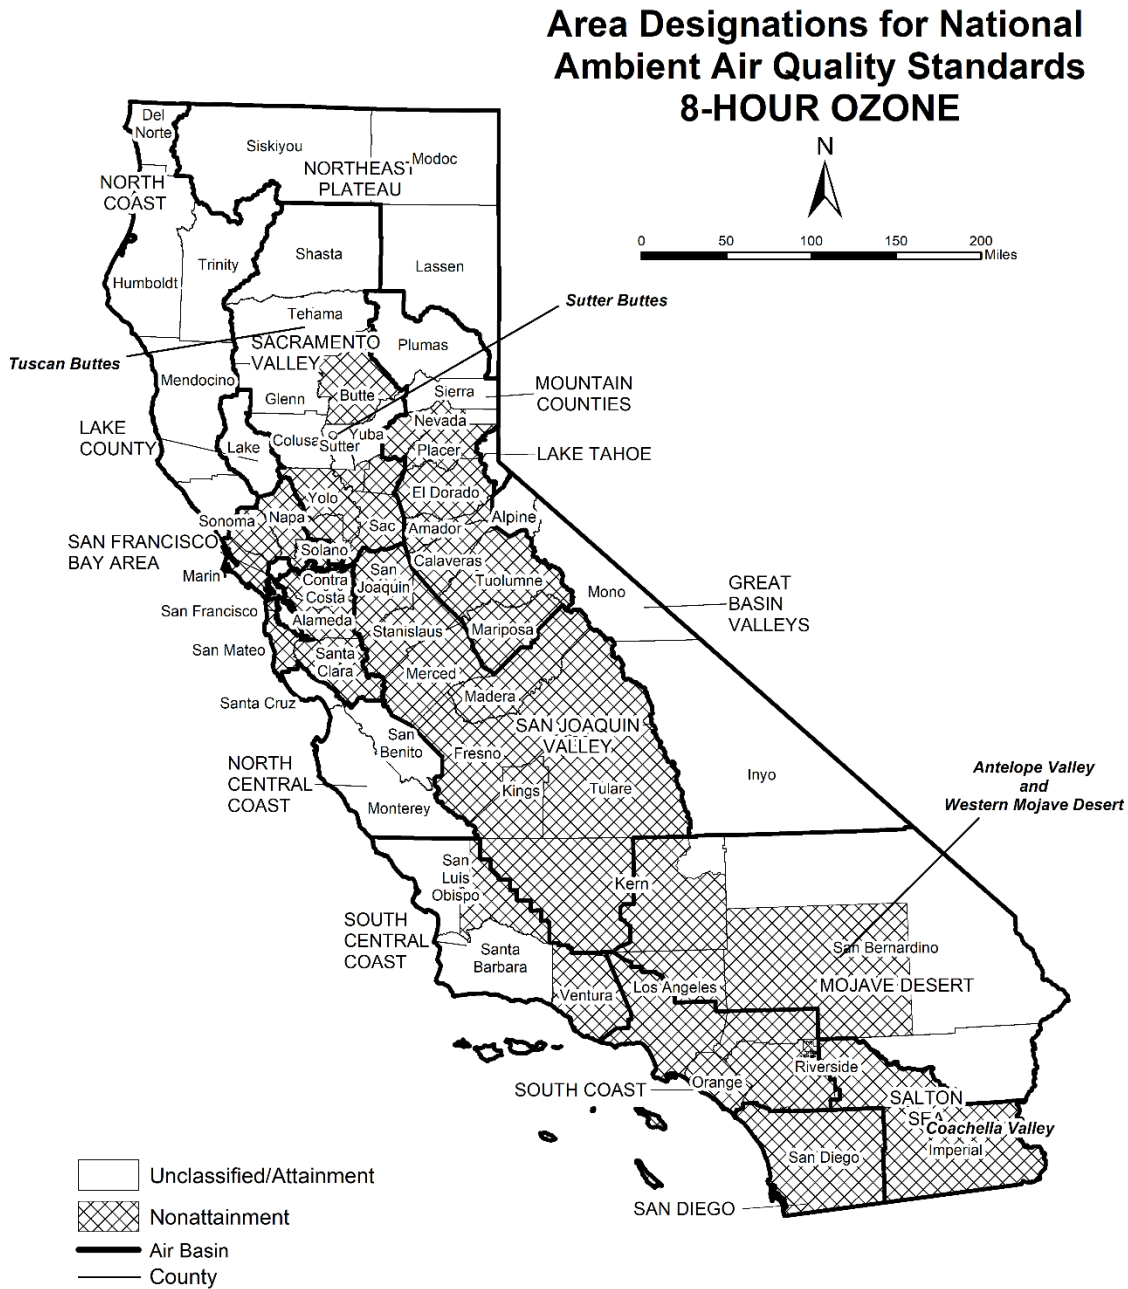 Area Designations for National
Ambient Air Quality Standards
8-HOUR OZONE
N
0 50 100 150 200
Miles
Del
Norte
Siskiyou
Modoc
NORTHEAST
PLATEAU
NORTH
COAST
Shasta
Trinity
Lassen
Humboldt
Sutter Buttes
Tehama
SACRAMENTO
VALLEY
Plumas
Tuscan Buttes
Mendocino
Butte
Sierra
MOUNTAIN
COUNTIES
Glenn
Nevada
LAKE
COUNTY
Lake
Colusa
Sutter
Yuba
Placer
LAKE TAHOE
El Dorado
Yolo
Sonoma
Napa
Sac
Amador
Alpine
SAN FRANCISCO
BAY AREA
Solano
Calaveras
Marin
Contra
Costa
San
Joaquin
Tuolumne
Mono
GREAT
BASIN
VALLEYS
San Francisco
Alameda
Stanislaus
Mariposa
San Mateo
Santa
Clara
Merced
Madera
Santa Cruz
SAN JOAQUIN
VALLEY
San
Benito
Fresno
NORTH
CENTRAL
COAST
Monterey
Kings
Tulare
Inyo
Antelope Valley
and
Western Mojave Desert
San
Luis
Obispo
Kern
SOUTH
CENTRAL
COAST
Santa
Barbara
San Bernardino
MOJAVE DESERT
Ventura
Los Angeles
SOUTH COAST
Orange
Riverside
SALTON
SEA
Coachella Valley
San Diego
Imperial
SAN DIEGO
Unclassified/Attainment
Nonattainment
Air Basin
County